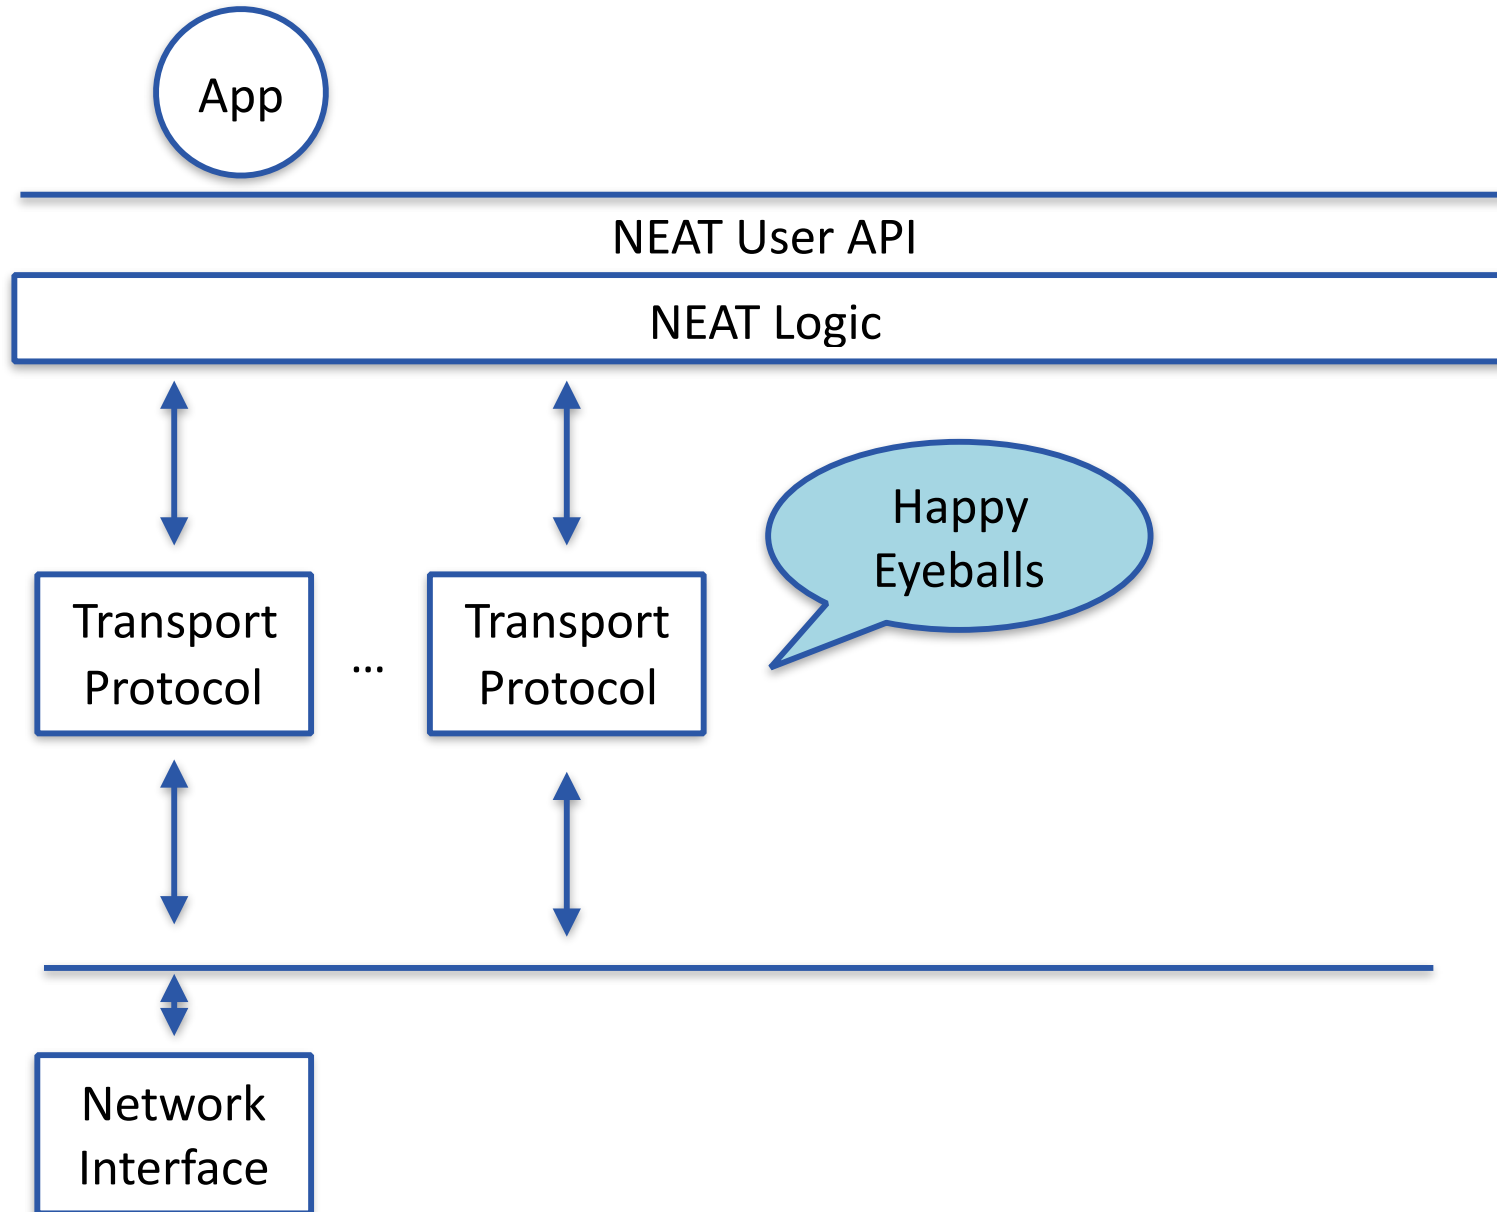 App
NEAT User API
NEAT Logic
Happy
Eyeballs
Transport
Protocol
...
Transport
Protocol
Network
Interface